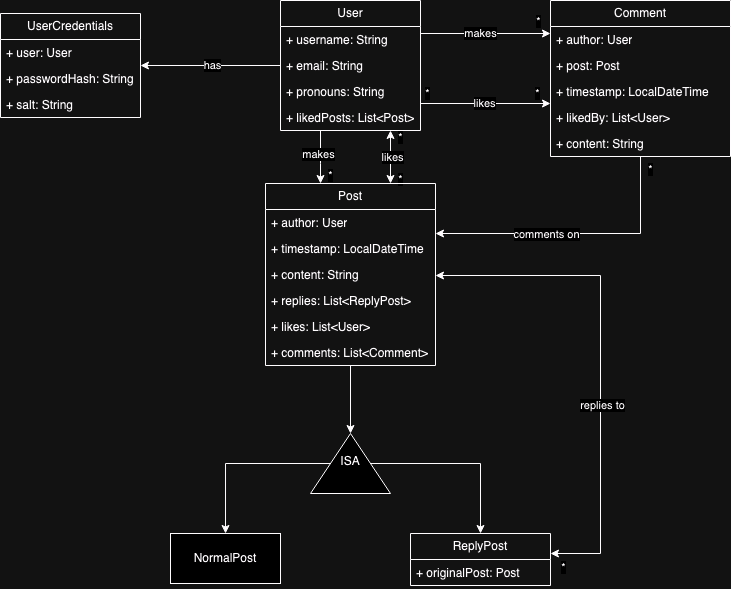 UserCredentials
+ user: User
+ passwordHash: String
+ salt: String
has
User
+ username: String
+ email: String
+ pronouns: String
+ likedPosts: List<Post>
makes
*
*
likes
*
Comment
+ author: User
+ post: Post
+ timestamp: LocalDateTime
+ likedBy: List<User>
+ content: String
makes
*
*
likes
*
*
comments on
Post
+ author: User
+ timestamp: LocalDateTime
+ content: String
+ replies: List<ReplyPost>
+ likes: List<User>
+ comments: List<Comment>
replies to
ISA
NormalPost
ReplyPost
+ originalPost: Post
*